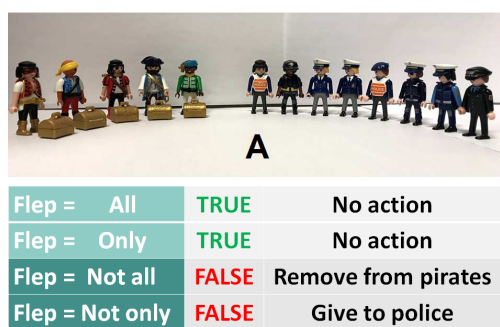 A
Flep = All TRUE No action
Flep = Only TRUE No action
Flep = Not all FALSE Remove from pirates
Flep = Not only FALSE Give to police